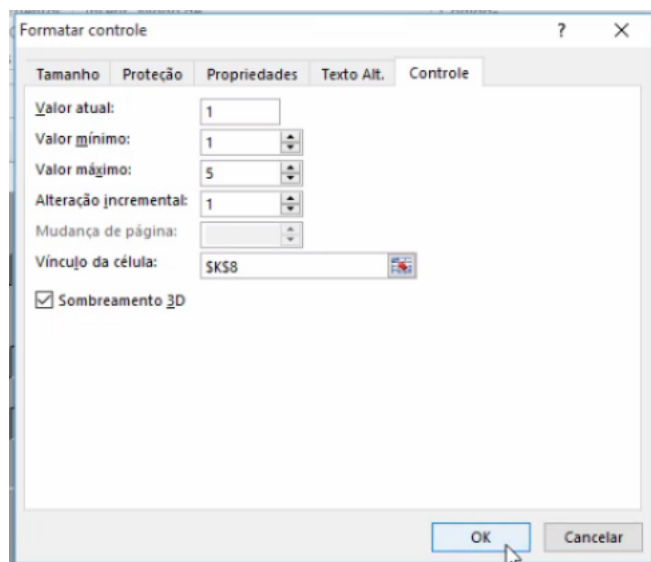 Formatar controle ? X
Tamanho Proteção Propriedades Texto Alt. Controle
Valor atual: 1
Valor mínimo: 1
Valor máximo: 5
Alteração incremental: 1
Mudança de página:
Vínculo da célula: $K$8
Sombreamento 3D
OK Cancelar